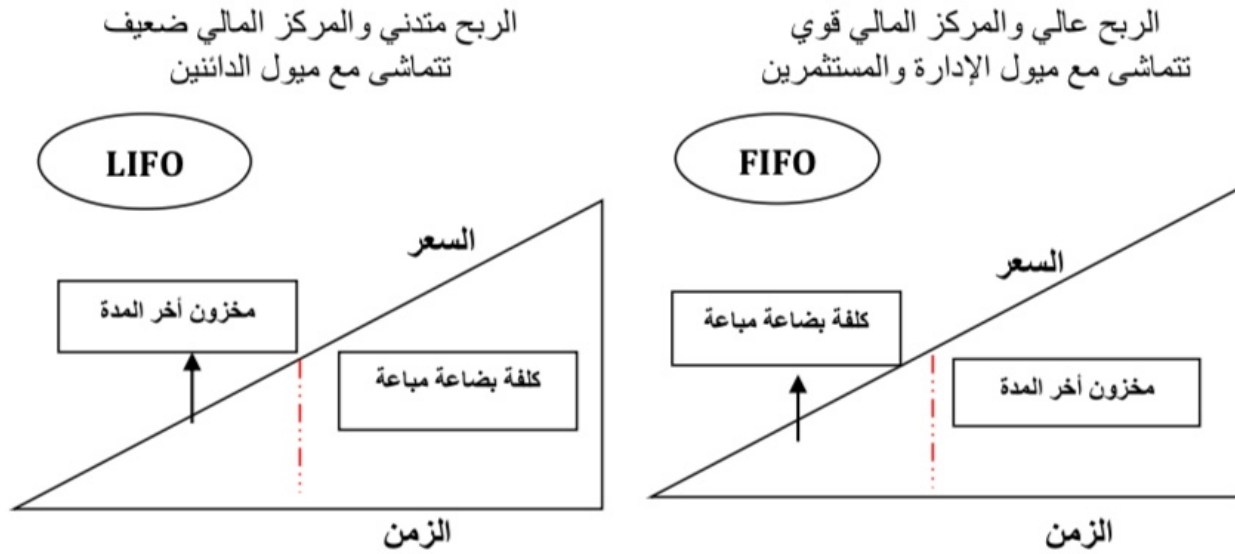 الربح عالي والمركز المالي قوي
تتماشى مع ميول الإدارة والمستثمرين
FIFO
السعر
كلفة بضاعة مباعة
مخزون أخر المدة
الزمن
الربح متدني والمركز المالي ضعيف
تتماشى مع ميول الدائنين
LIFO
السعر
مخزون أخر المدة
كلفة بضاعة مباعة
الزمن